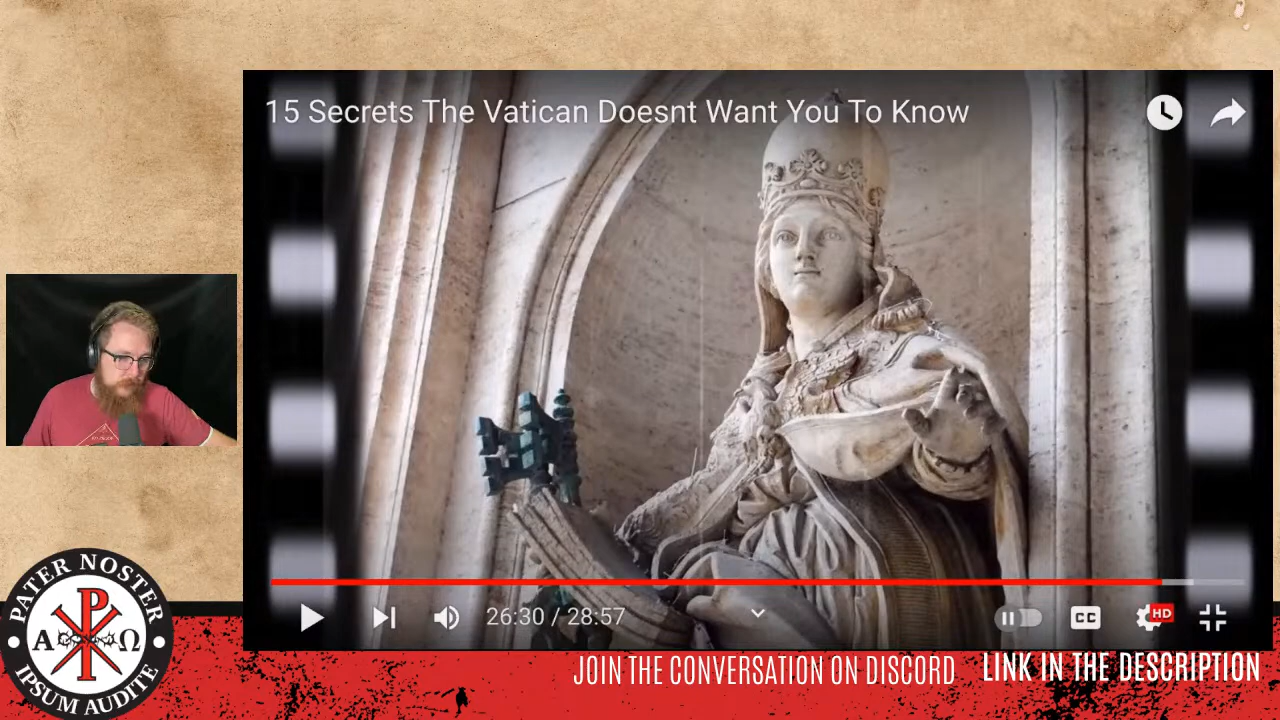 15 Secrets The Vatican Doesnt Want You To Know
26:30 / 28:57
CC
HD
PATER NOSTER
Α Ω
IPSUM AUDITE
JOIN THE CONVERSATION ON DISCORD
LINK IN THE DESCRIPTION